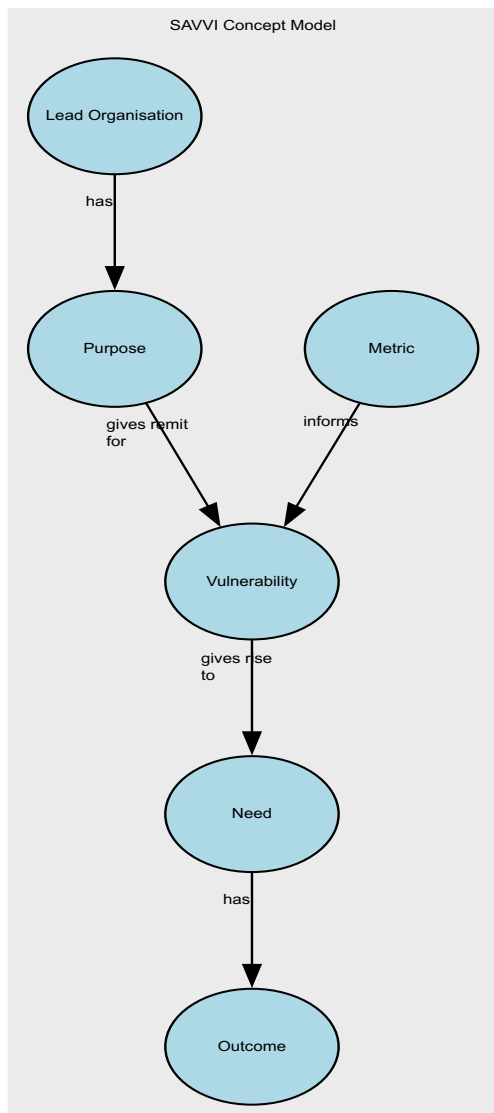 SAVVI Concept Model
Lead Organisation
has
Purpose
Metric
gives remit
for
informs
Vulnerability
gives rise
to
Need
has
Outcome